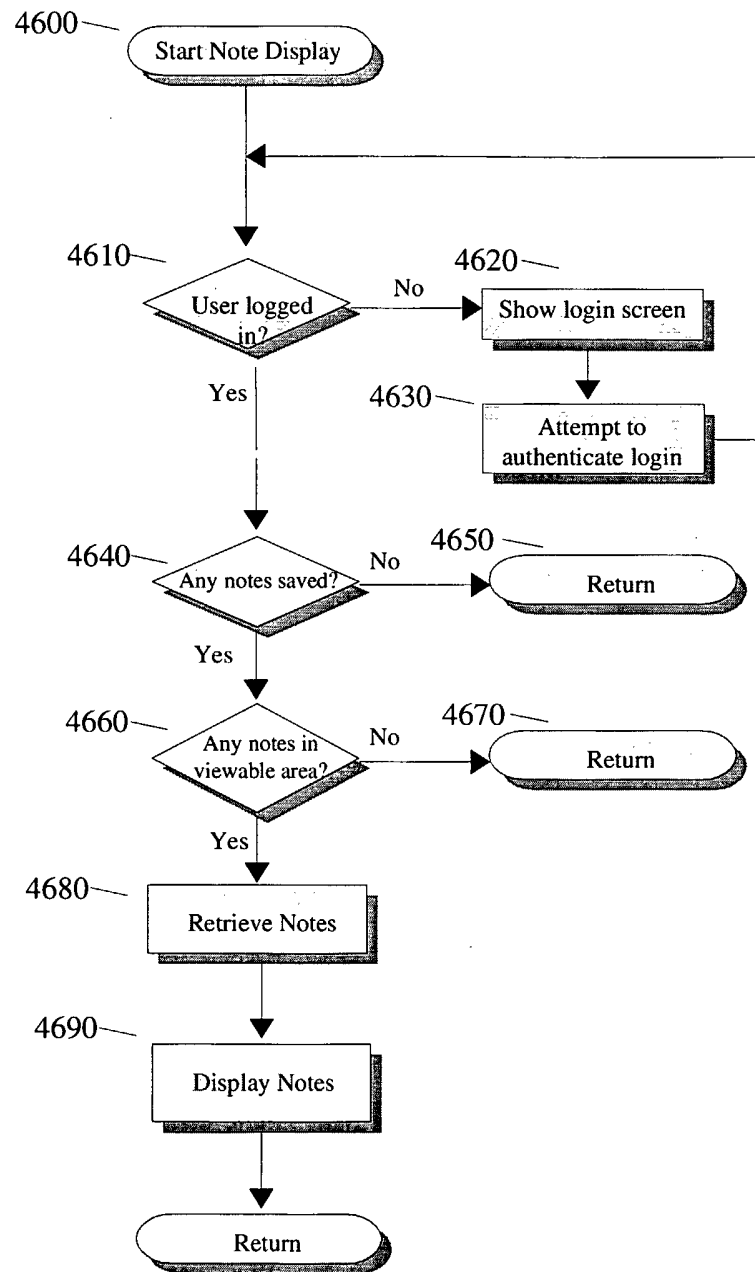 4600
Start Note Display
4610
User logged
in?
No
4620
Show login screen
Yes
4630
Attempt to
authenticate login
4640
Any notes saved?
No
4650
Return
Yes
4660
Any notes in
viewable area?
No
4670
Return
Yes
4680
Retrieve Notes
4690
Display Notes
Return